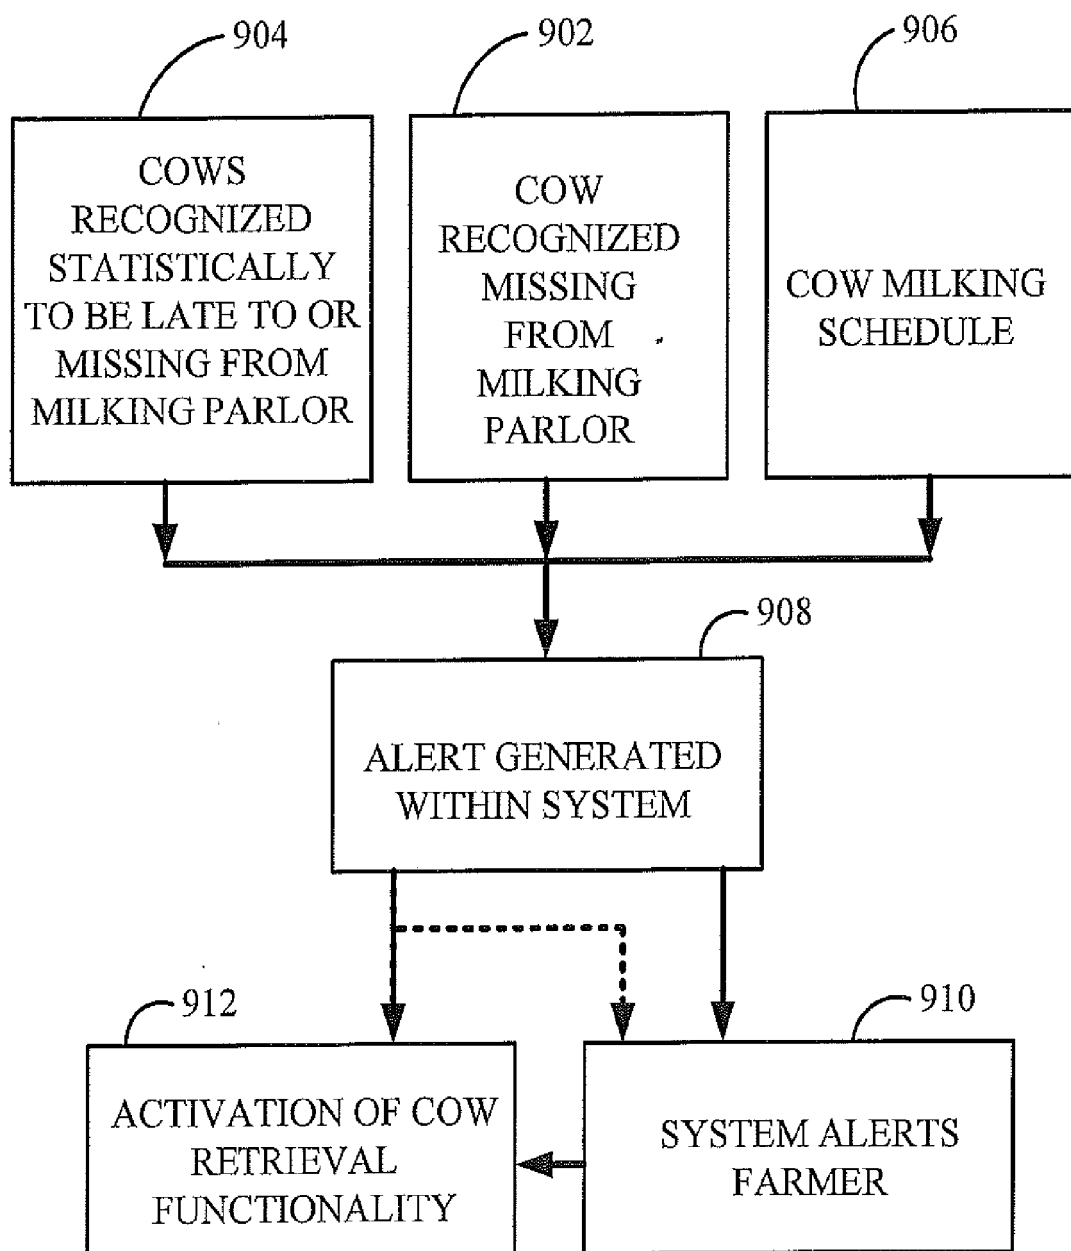 904
902
906
COWS
RECOGNIZED
STATISTICALLY
TO BE LATE TO OR
MISSING FROM
MILKING PARLOR
COW
RECOGNIZED
MISSING
FROM
MILKING
PARLOR
COW MILKING
SCHEDULE
908
ALERT GENERATED
WITHIN SYSTEM
912
910
ACTIVATION OF COW
RETRIEVAL
FUNCTIONALITY
SYSTEM ALERTS
FARMER